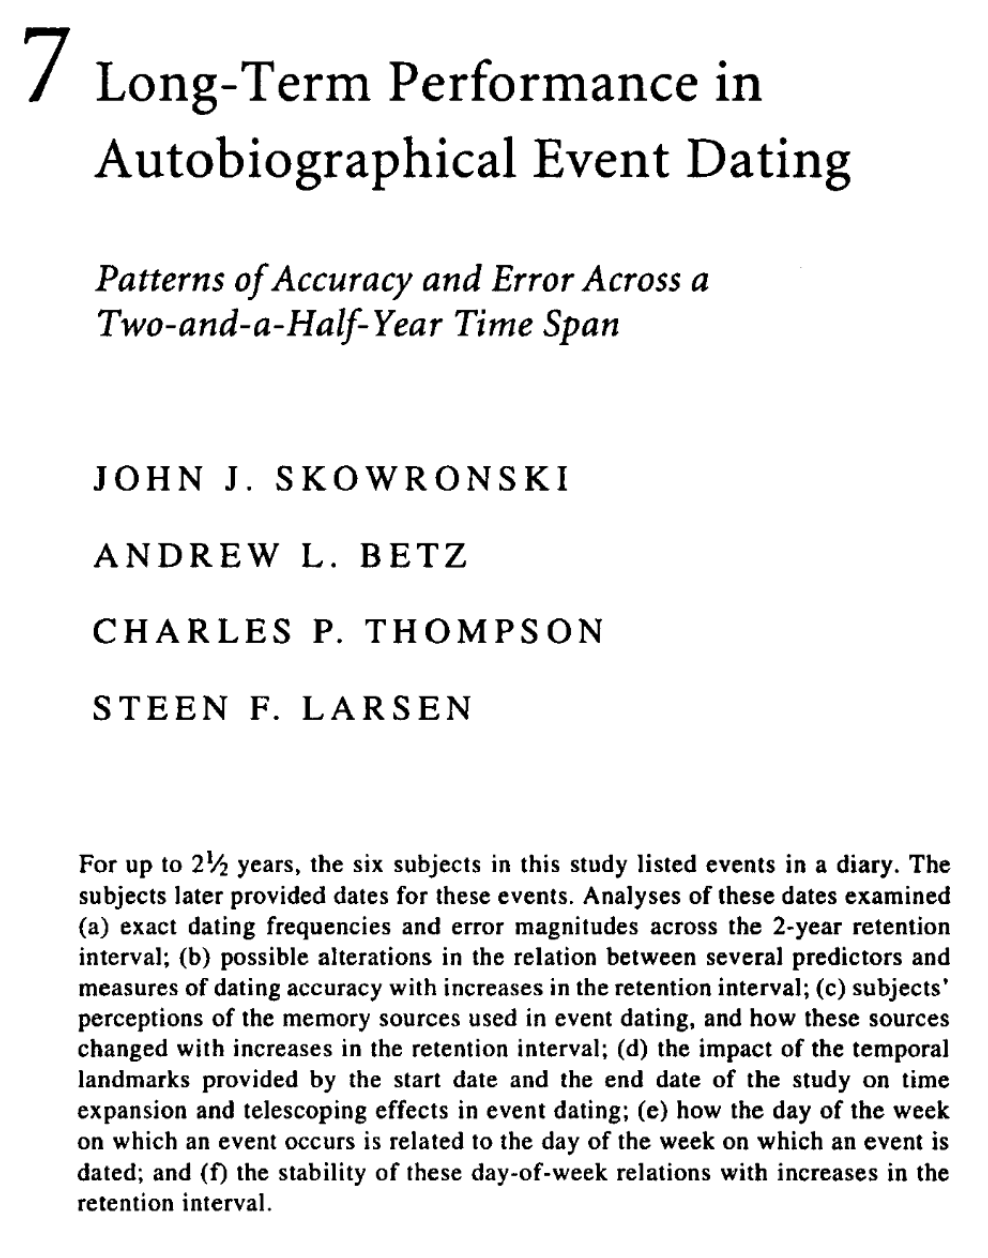 7 Long-Term Performance in
Autobiographical Event Dating
Patterns of Accuracy and Error Across a
Two-and-a-Half-Year Time Span
JOHN J. SKOWRONSKI
ANDREW L. BETZ
CHARLES P. THOMPSON
STEEN F. LARSEN
For up to 2½ years, the six subjects in this study listed events in a diary. The
subjects later provided dates for these events. Analyses of these dates examined
(a) exact dating frequencies and error magnitudes across the 2-year retention
interval; (b) possible alterations in the relation between several predictors and
measures of dating accuracy with increases in the retention interval; (c) subjects'
perceptions of the memory sources used in event dating, and how these sources
changed with increases in the retention interval; (d) the impact of the temporal
landmarks provided by the start date and the end date of the study on time
expansion and telescoping effects in event dating; (e) how the day of the week
on which an event occurs is related to the day of the week on which an event is
dated; and (f) the stability of these day-of-week relations with increases in the
retention interval.